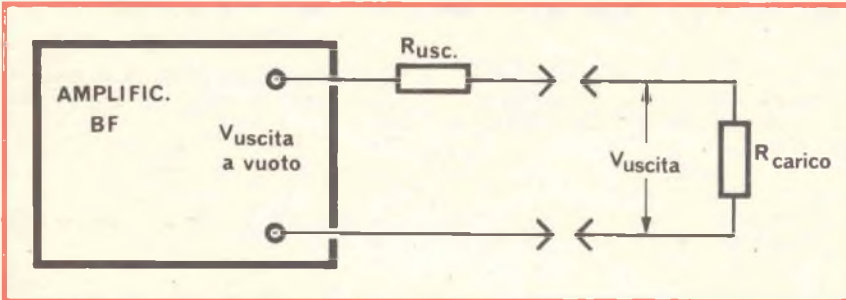 AMPLIFIC.
BF
Vuscita
a vuoto
Rusc.
Vuscita
Rcarico